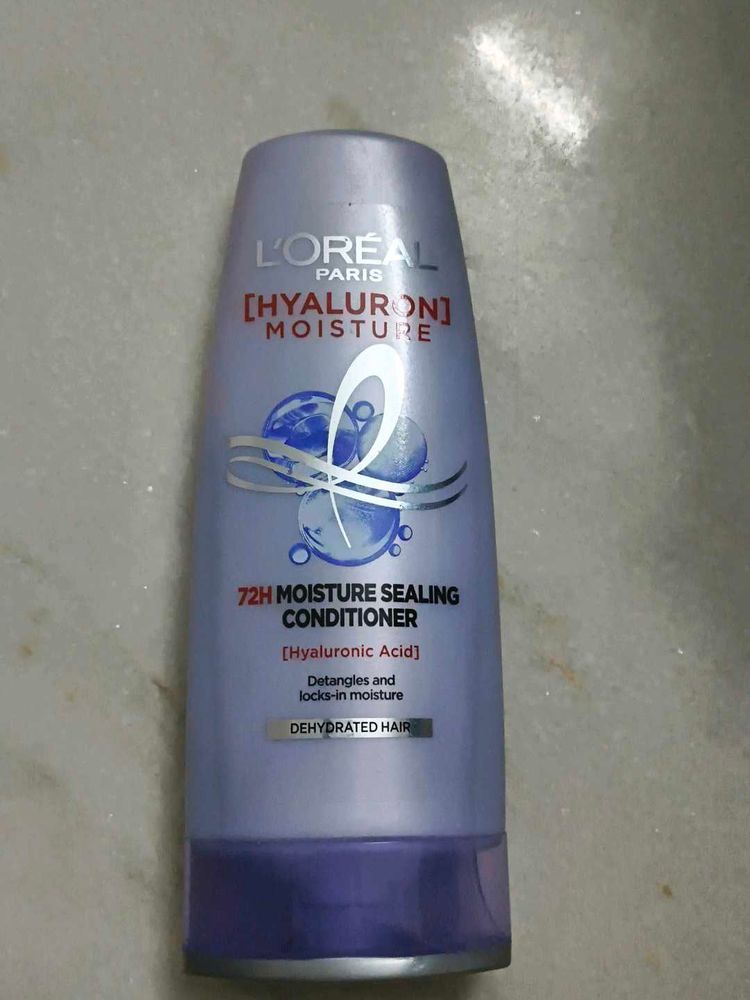 L'ORÉAL
PARIS
[HYALURON]
MOISTURE
72H MOISTURE SEALING
CONDITIONER
[Hyaluronic Acid]
Detangles and
locks-in moisture
DEHYDRATED HAIR